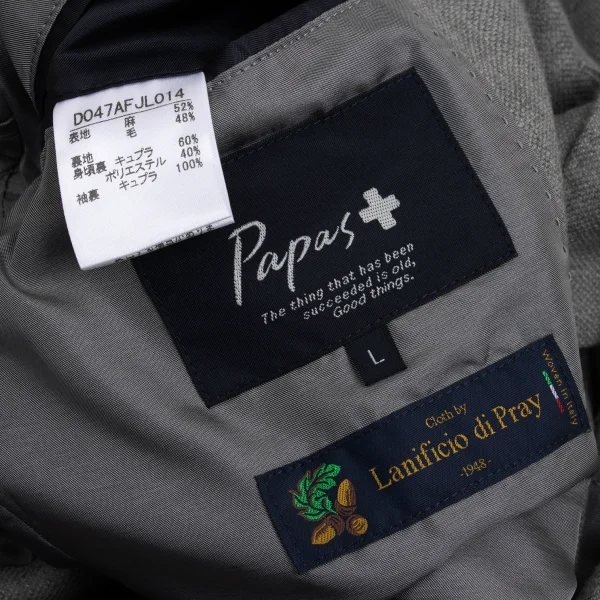 D047AFJL014
表地 麻 52%
毛 48%
裏地 キュプラ 60%
身頃裏 ポリエステル 40%
袖裏 キュプラ 100%
Papas+
The thing that has been
succeeded is old,
Good things.
L
Woven in Italy
Cloth by
Lanificio di Pray
-1948-